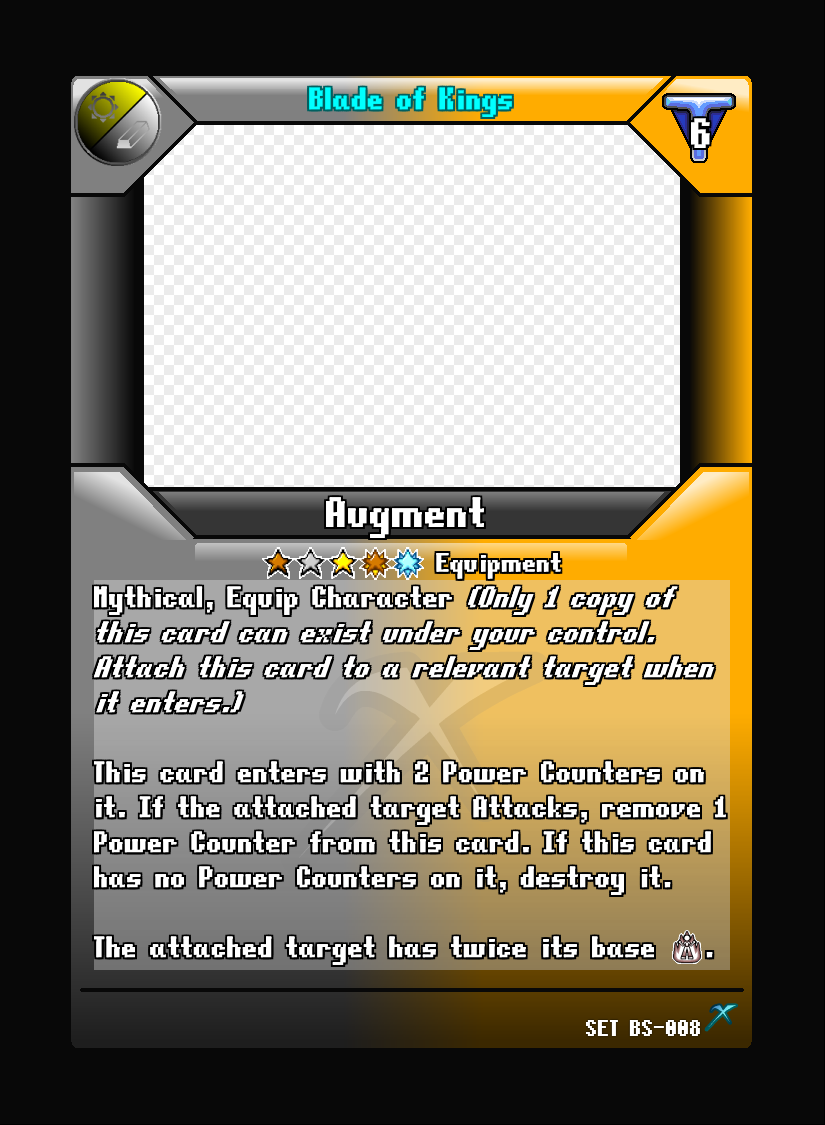 Blade of Kings
6
Augment
Equipment
Mythical, Equip Character (Only 1 copy of
this card can exist under your control.
Attach this card to a relevant target when
it enters.)
This card enters with 2 Power Counters on
it. If the attached target Attacks, remove 1
Power Counter from this card. If this card
has no Power Counters on it, destroy it.
The attached target has twice its base A.
SET BS-008